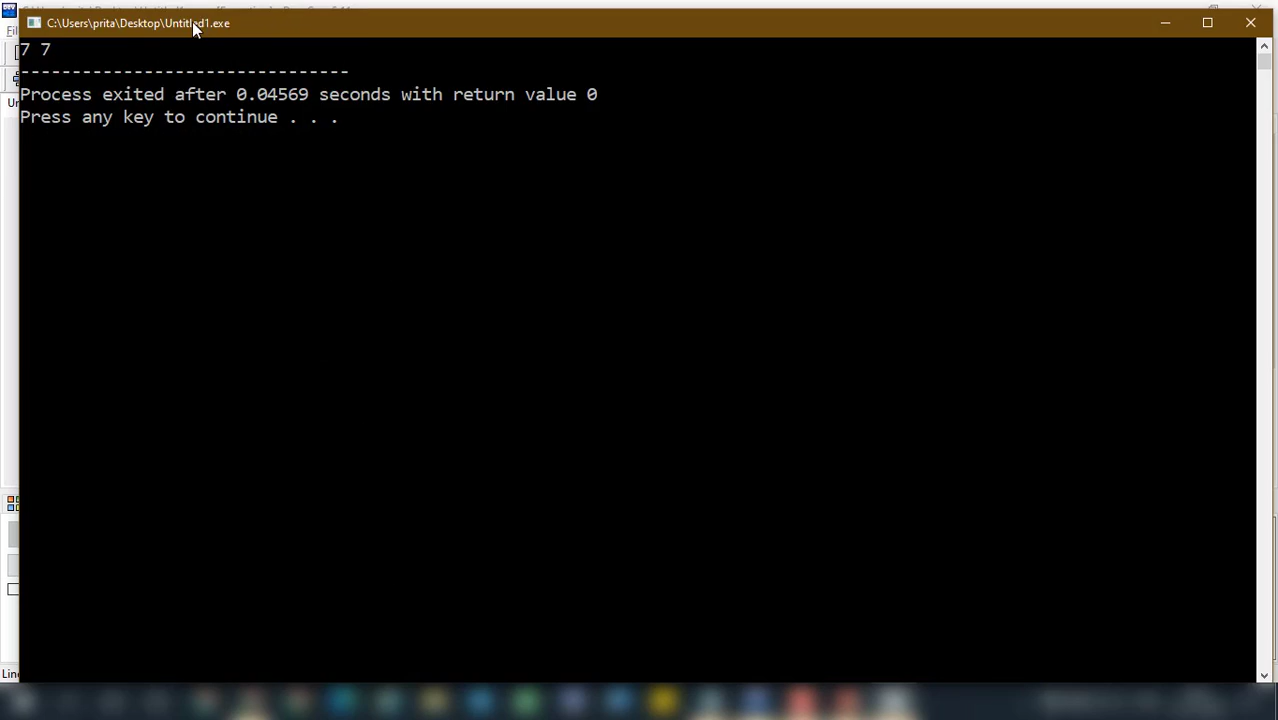 C:\Users\prita\Desktop\Untitled1.exe
7 7
--------------------------------
Process exited after 0.04569 seconds with return value 0
Press any key to continue . . .